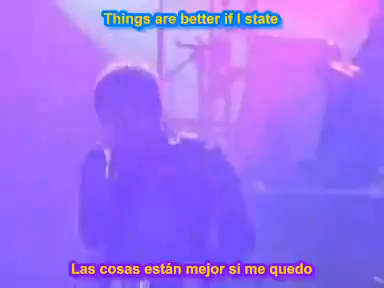 Things are better if I state
Las cosas están mejor si me quedo